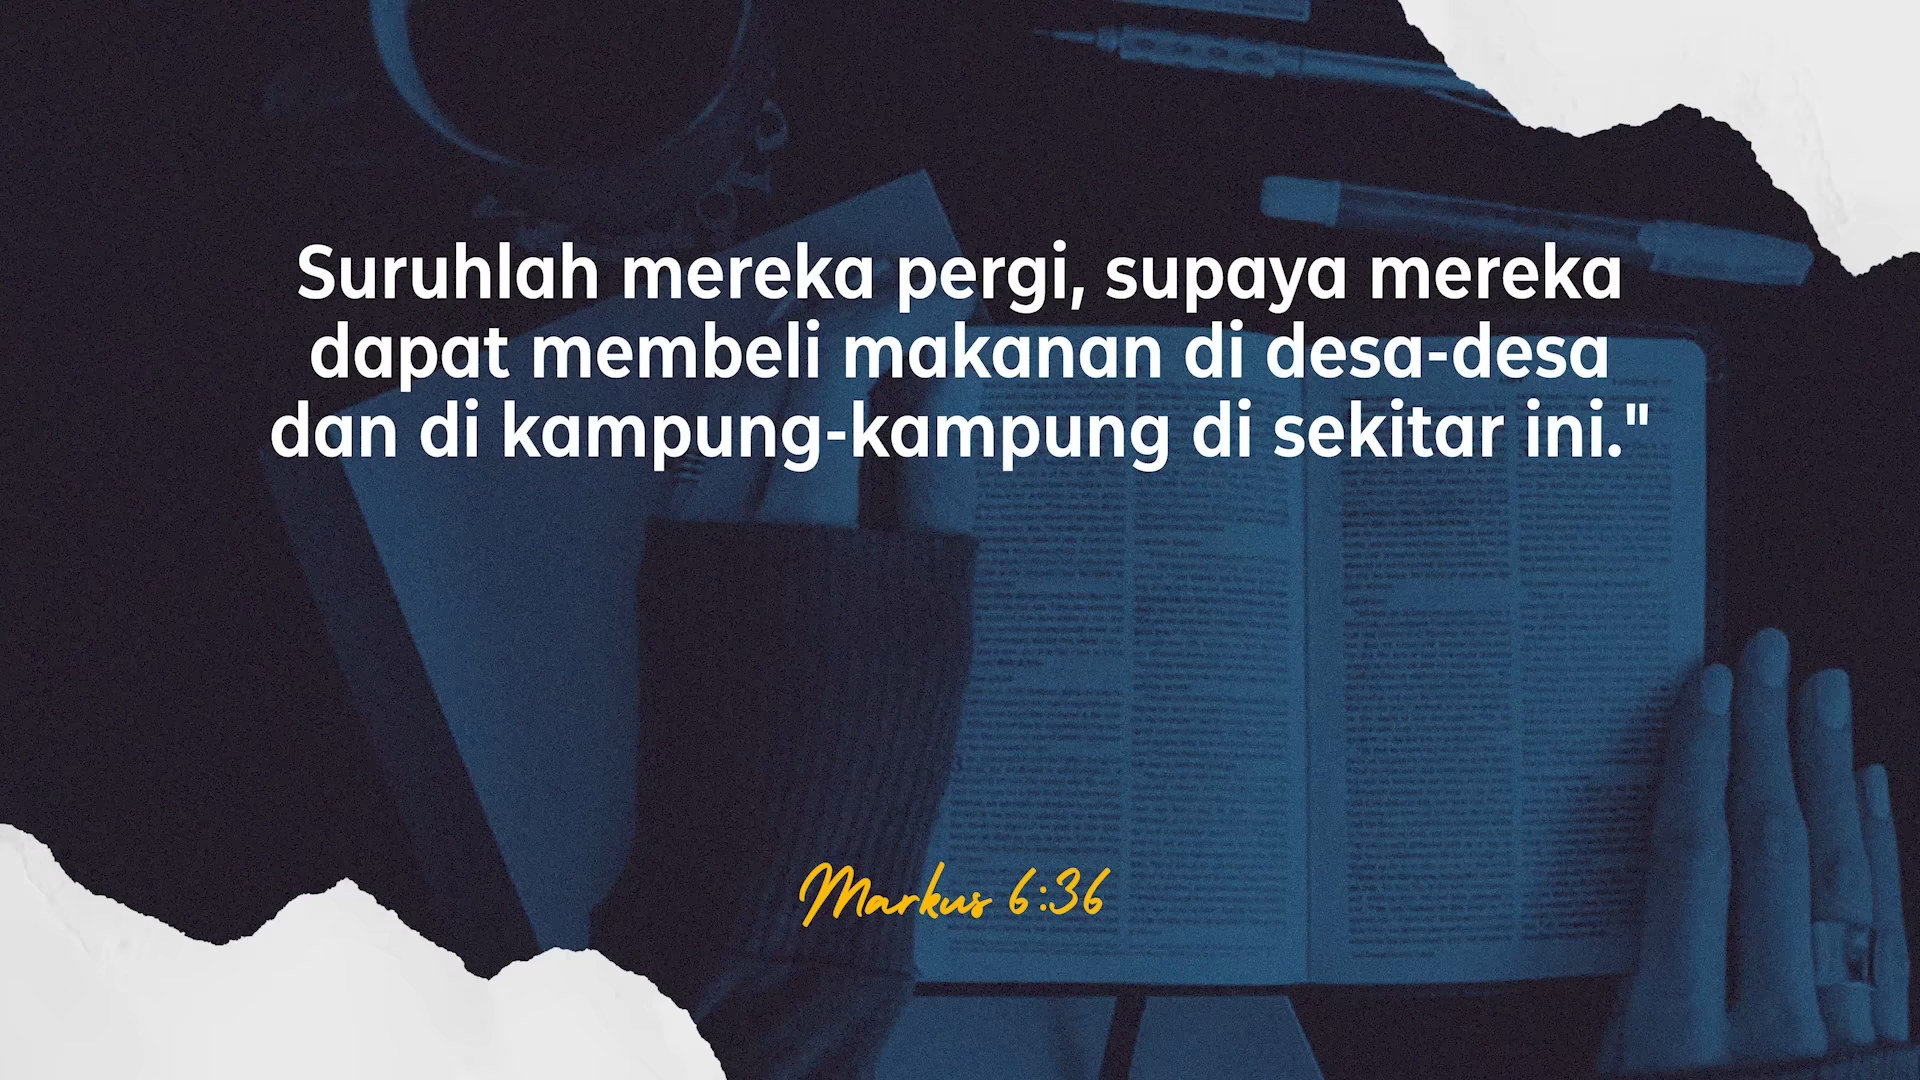 Suruhlah mereka pergi, supaya mereka
dapat membeli makanan di desa-desa
dan di kampung-kampung di sekitar ini."
Markus 6:36